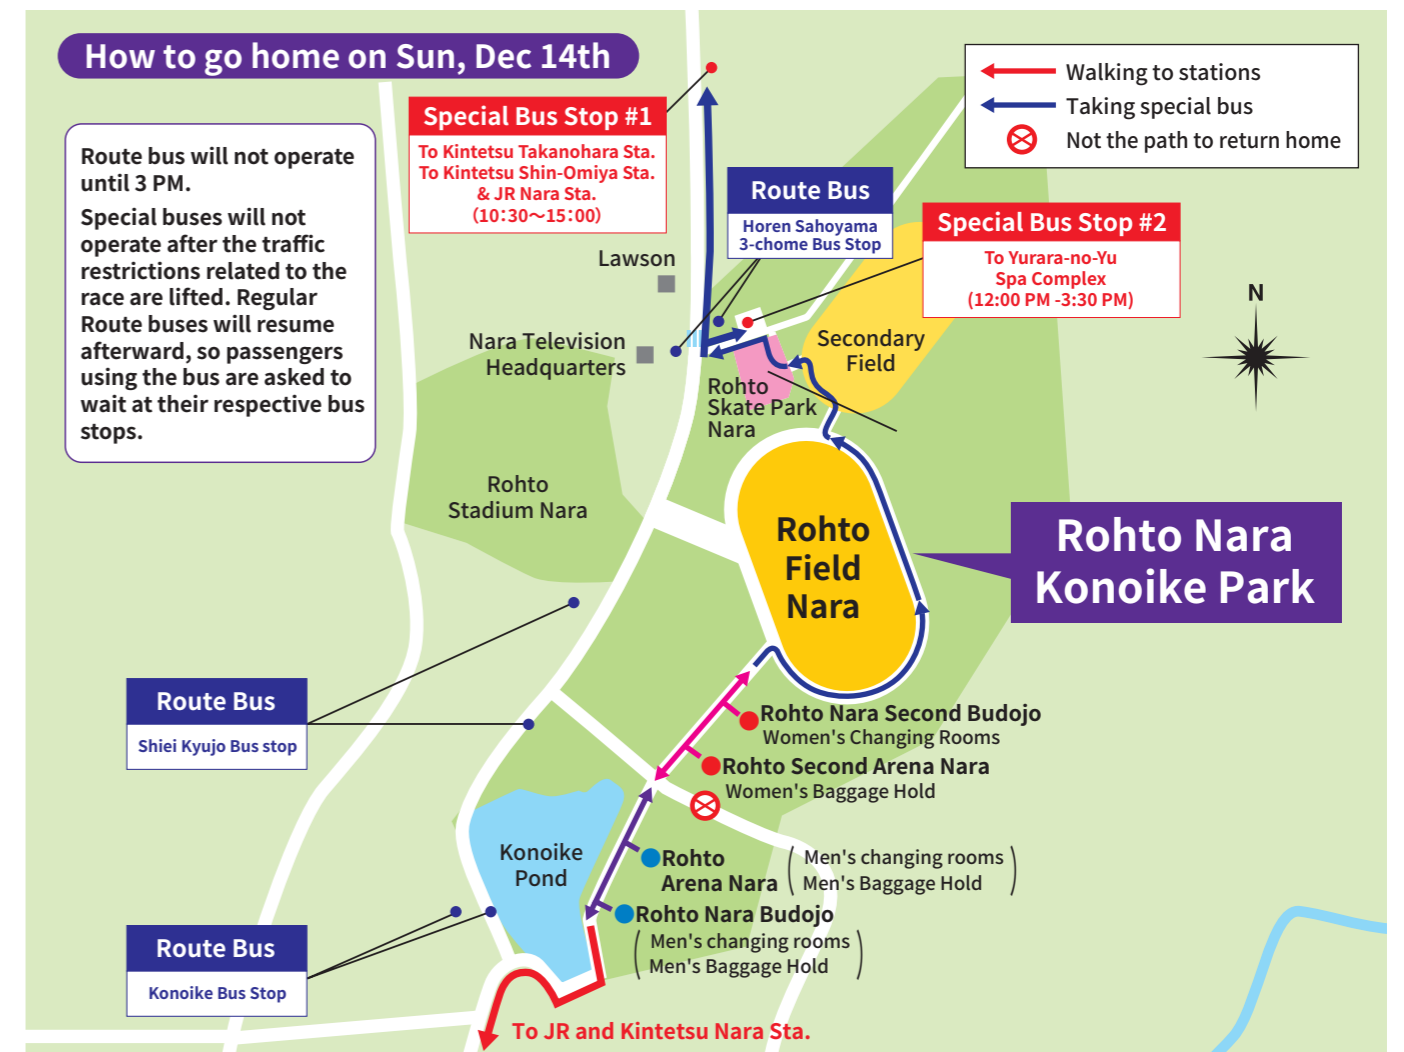 How to go home on Sun, Dec 14th
Route bus will not operate
until 3 PM.
Special buses will not
operate after the traffic
restrictions related to the
race are lifted. Regular
Route buses will resume
afterward, so passengers
using the bus are asked to
wait at their respective bus
stops.
Special Bus Stop #1
To Kintetsu Takanohara Sta.
To Kintetsu Shin-Omiya Sta.
& JR Nara Sta.
(10:30～15:00)
Walking to stations
Taking special bus
Not the path to return home
Route Bus
Horen Sahoyama
3-chome Bus Stop
Special Bus Stop #2
To Yurara-no-Yu
Spa Complex
(12:00 PM -3:30 PM)
Lawson
N
Nara Television
Headquarters
Secondary
Field
Rohto
Skate Park
Nara
Rohto
Stadium Nara
Rohto
Field
Nara
Rohto Nara
Konoike Park
Route Bus
Shiei Kyujo Bus stop
Rohto Nara Second Budojo
Women's Changing Rooms
Rohto Second Arena Nara
Women's Baggage Hold
Konoike
Pond
Rohto
Arena Nara
Men's changing rooms
Men's Baggage Hold
Rohto Nara Budojo
Men's changing rooms
Men's Baggage Hold
Route Bus
Konoike Bus Stop
To JR and Kintetsu Nara Sta.